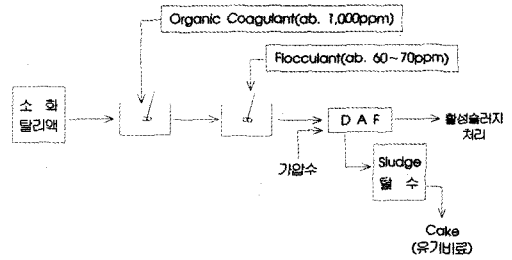 Organic Coagulant(ab. 1,000ppm)
Flocculant(ab. 60~70ppm)
소 화
탈리액
D A F
활성슬러지
처리
가압수
Sludge
탈 수
Cake
(유기비료)